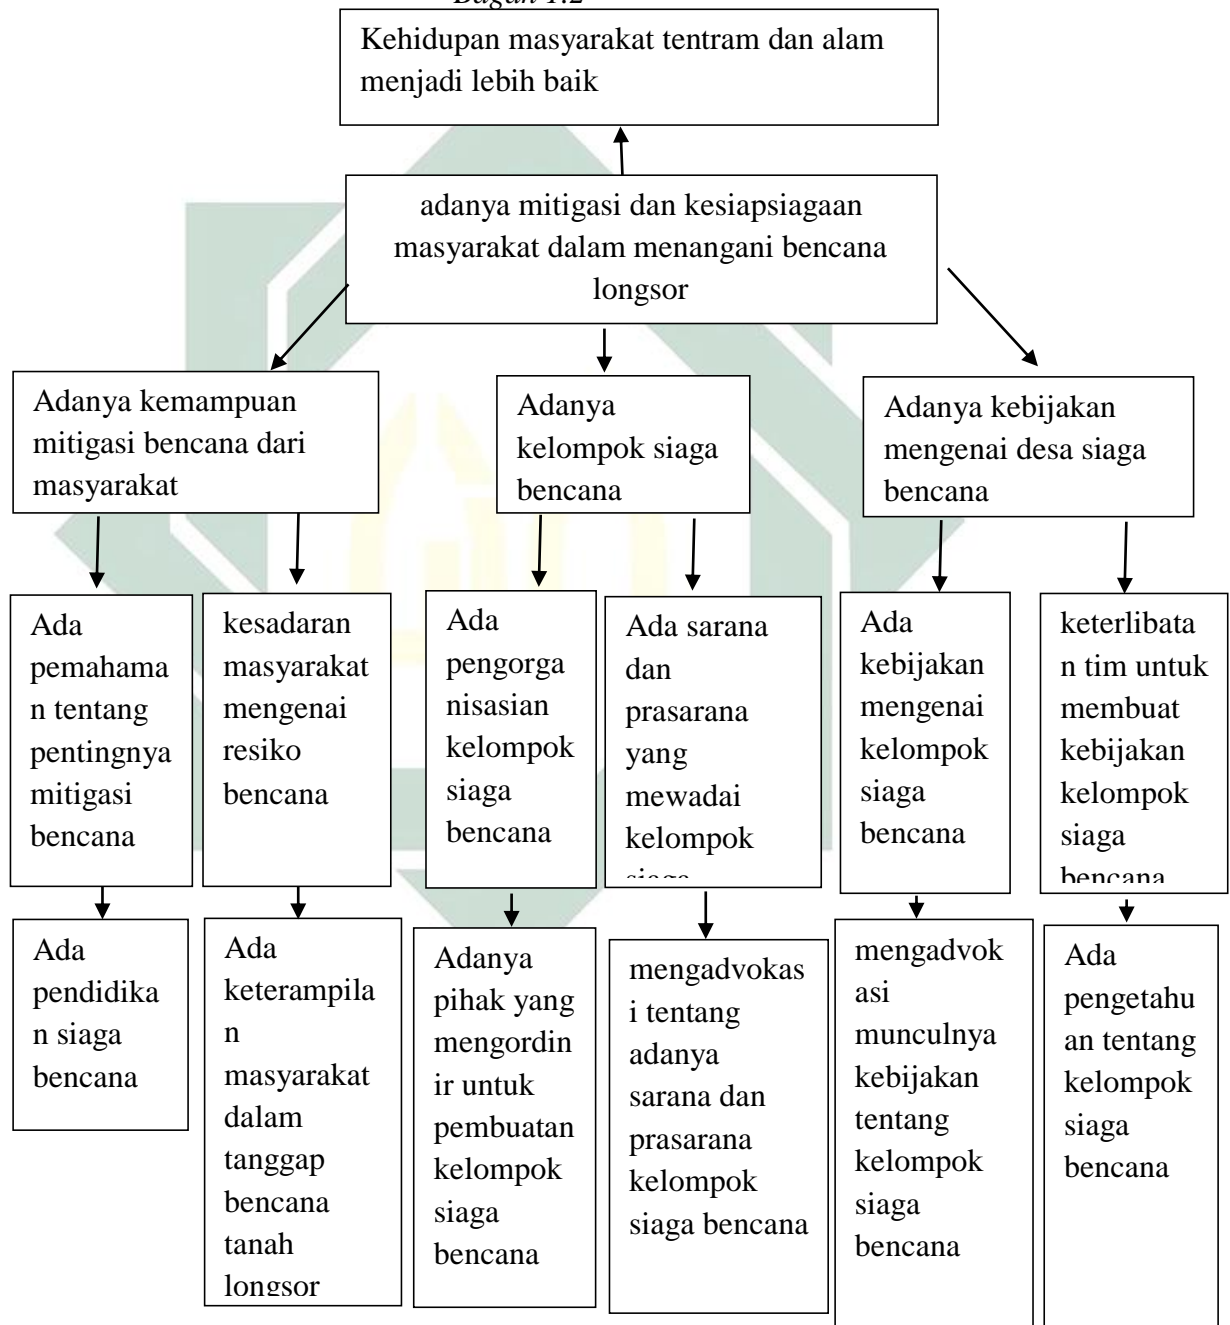 Bagan 1.2
Kehidupan masyarakat tentram dan alam
menjadi lebih baik
adanya mitigasi dan kesiapsiagaan
masyarakat dalam menangani bencana
longsor
Adanya kemampuan
mitigasi bencana dari
masyarakat
Adanya
kelompok siaga
bencana
Adanya kebijakan
mengenai desa siaga
bencana
Ada
pemahama
n tentang
pentingnya
mitigasi
bencana
kesadaran
masyarakat
mengenai
resiko
bencana
Ada
pengorga
nisasian
kelompok
siaga
bencana
Ada sarana
dan
prasarana
yang
mewadai
kelompok
siaga
Ada
kebijakan
mengenai
kelompok
siaga
bencana
keterlibata
n tim untuk
membuat
kebijakan
kelompok
siaga
bencana
Ada
pendidika
n siaga
bencana
Ada
keterampila
n
masyarakat
dalam
tanggap
bencana
tanah
longsor
Adanya
pihak yang
mengordin
ir untuk
pembuatan
kelompok
siaga
bencana
mengadvokas
i tentang
adanya
sarana dan
prasarana
kelompok
siaga bencana
mengadvok
asi
munculnya
kebijakan
tentang
kelompok
siaga
bencana
Ada
pengetahu
an tentang
kelompok
siaga
bencana